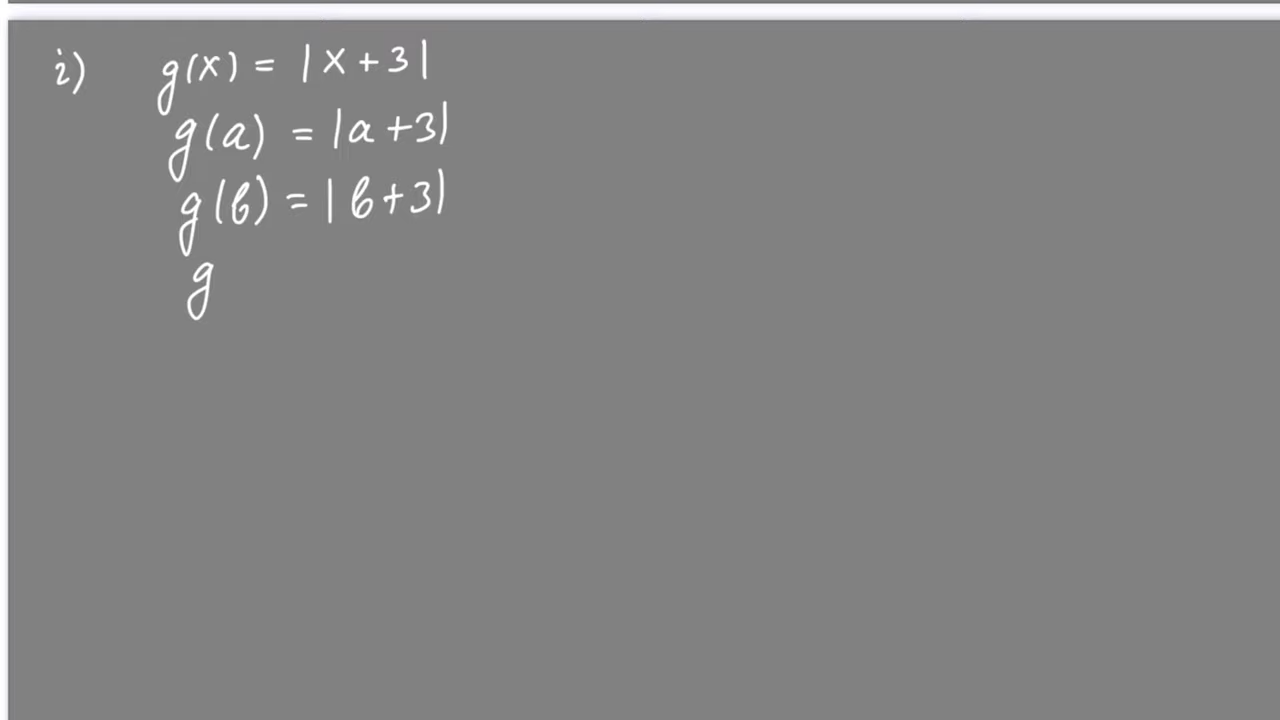 i) g(x) = |x+3|
g(a) = |a+3|
g(b) = |b+3|
g